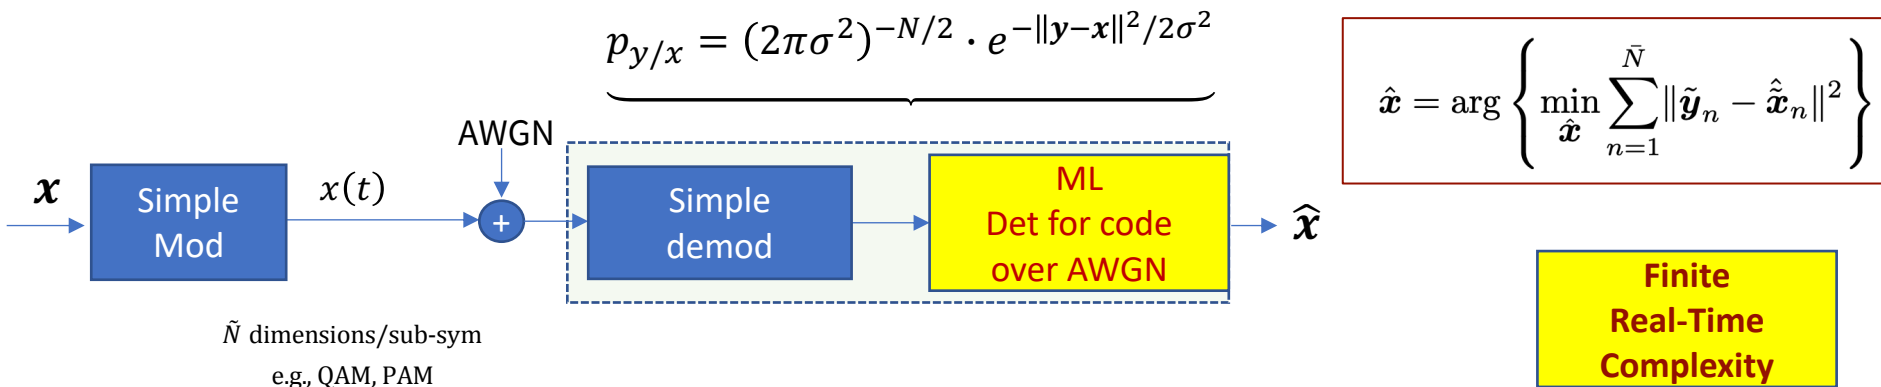 p_{y/x} = (2πσ²)^{-N/2} · e^{-‖y-x‖²/2σ²}
x̂ = arg { min_{x̂} ∑_{n=1}^{N̄} ‖ỹ_n − x̃̂_n‖² }
AWGN
x
Simple
Mod
x(t)
+
Simple
demod
ML
Det for code
over AWGN
x̂
Ñ dimensions/sub-sym
e.g., QAM, PAM
Finite
Real-Time
Complexity